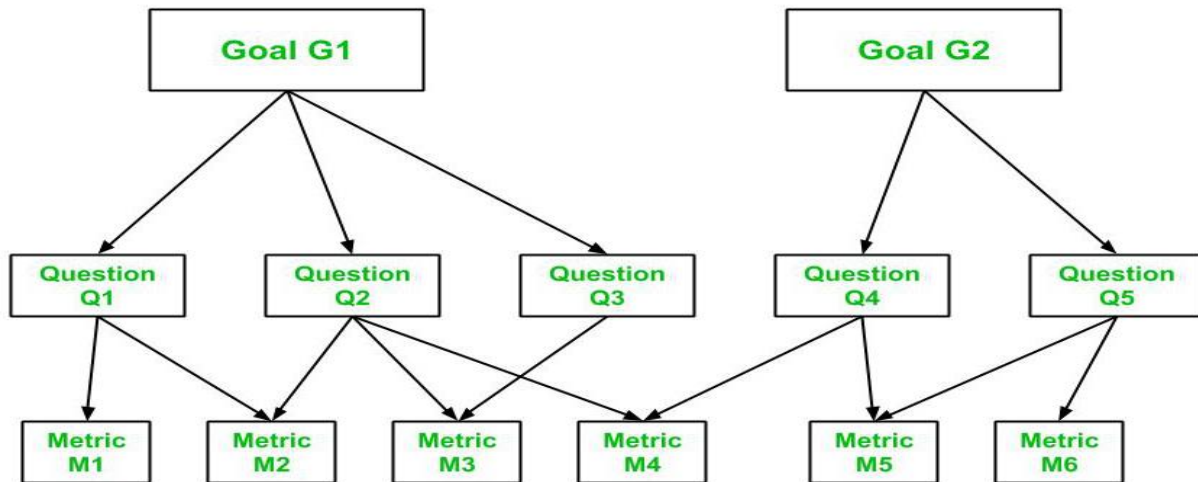 Goal G1
Goal G2
Question
Q1
Question
Q2
Question
Q3
Question
Q4
Question
Q5
Metric
M1
Metric
M2
Metric
M3
Metric
M4
Metric
M5
Metric
M6